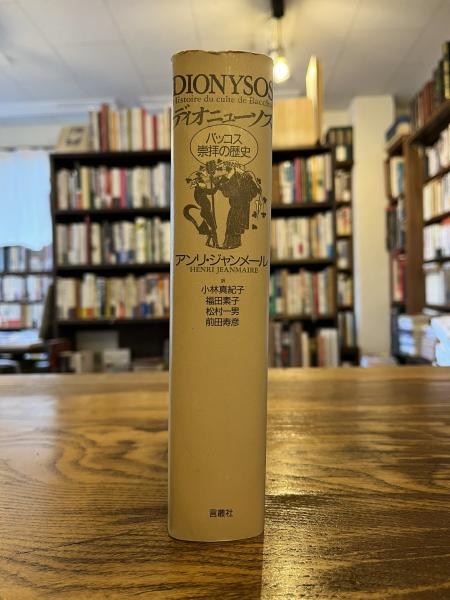 DIONYSOS
Histoire du culte de Bacchus
ディオニューソス
バッコス
崇拝の歴史
アンリ・ジャンメール
HENRI JEANMAIRE
訳
小林真紀子
福田素子
松村一男
前田寿彦
言叢社